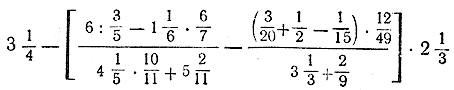 3 1/4 − [ (6 : 3/5 − 1 1/6 · 6/7) / (4 1/5 · 10/11 + 5 2/11) − ((3/20 + 1/2 − 1/15) · 12/49) / (3 1/3 + 2/9) ] · 2 1/3